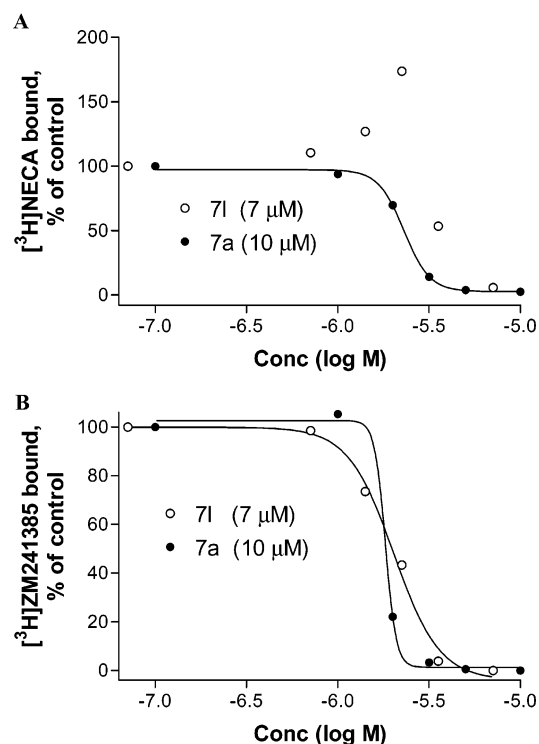 A
[³H]NECA bound,
% of control
200
150
100
50
0
○ 7l (7 μM)
● 7a (10 μM)
-7.0 -6.5 -6.0 -5.5 -5.0
Conc (log M)
B
[³H]ZM241385 bound,
% of control
100
80
60
40
20
0
○ 7l (7 μM)
● 7a (10 μM)
-7.0 -6.5 -6.0 -5.5 -5.0
Conc (log M)